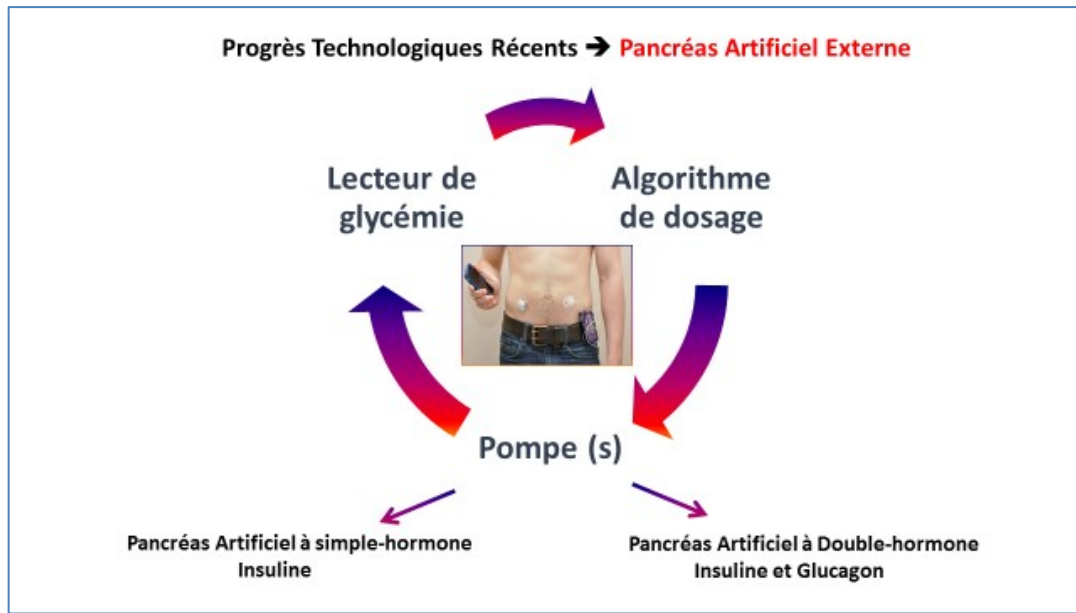 Progrès Technologiques Récents ➔ Pancréas Artificiel Externe
Lecteur de
glycémie
Algorithme
de dosage
Pompe (s)
Pancréas Artificiel à simple-hormone
Insuline
Pancréas Artificiel à Double-hormone
Insuline et Glucagon